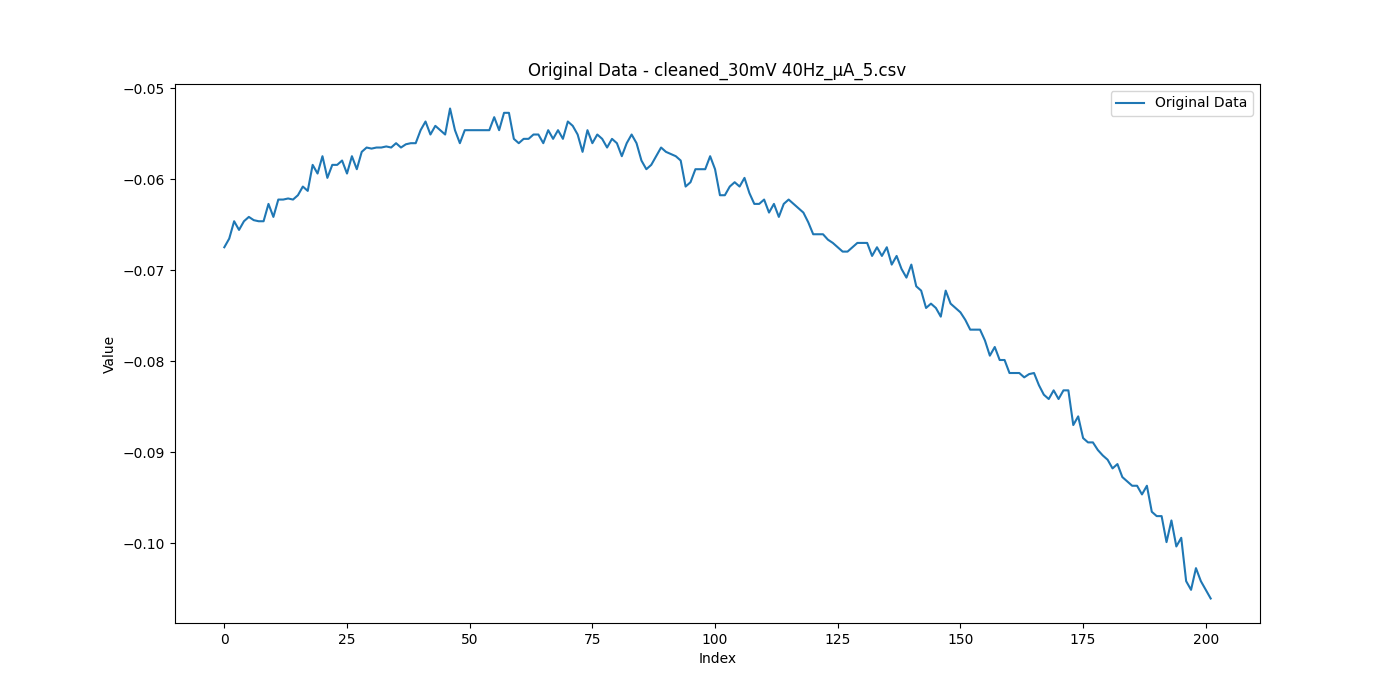 Original Data - cleaned_30mV 40Hz_µA_5.csv
Original Data
−0.05
−0.06
−0.07
−0.08
−0.09
−0.10
Value
0 25 50 75 100 125 150 175 200
Index